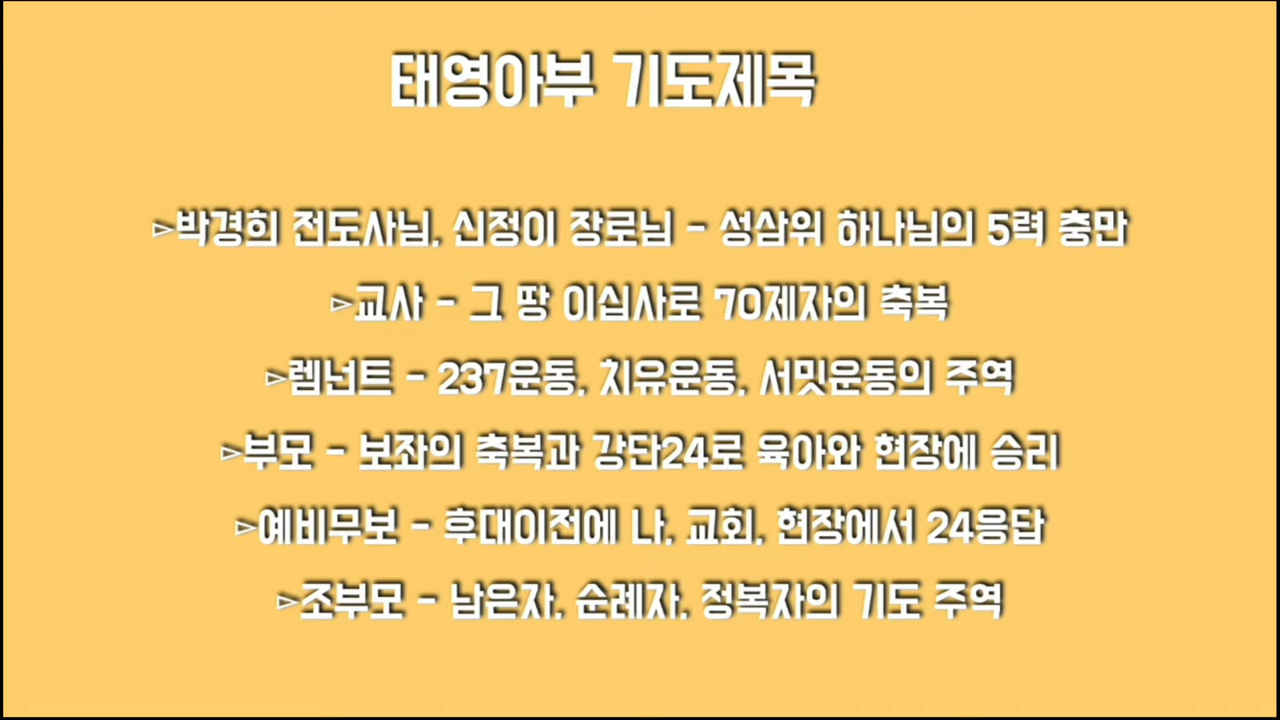 태영아부 기도제목
▻박경희 전도사님, 신정이 장로님 - 성삼위 하나님의 5력 충만
▻교사 - 그 땅 이십사로 70제자의 축복
▻렘넌트 - 237운동, 치유운동, 서밋운동의 주역
▻부모 - 보좌의 축복과 강단24로 육아와 현장에 승리
▻예비무보 - 후대이전에 나, 교회, 현장에서 24응답
▻조부모 - 남은자, 순례자, 정복자의 기도 주역